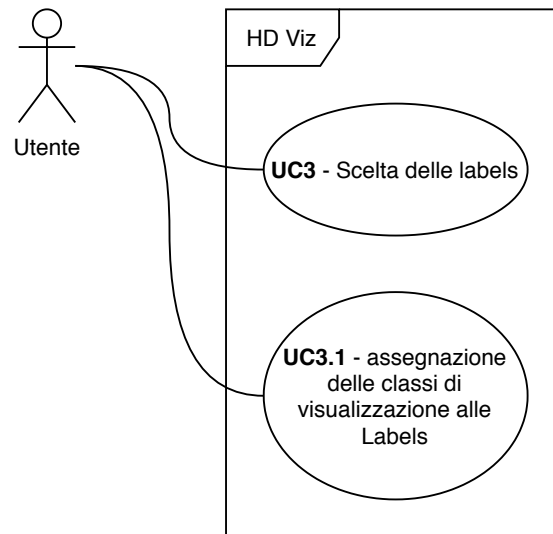 HD Viz
Utente
UC3 - Scelta delle labels
UC3.1 - assegnazione
delle classi di
visualizzazione alle
Labels